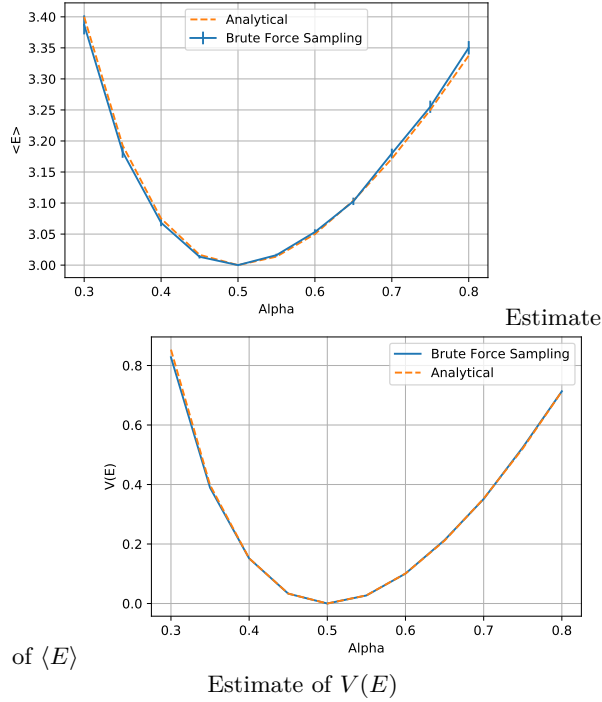 3.40
3.35
3.30
3.25
3.20
3.15
3.10
3.05
3.00
<E>
Analytical
Brute Force Sampling
0.3 0.4 0.5 0.6 0.7 0.8
Alpha
Estimate
0.8
0.6
0.4
0.2
0.0
V(E)
Brute Force Sampling
Analytical
0.3 0.4 0.5 0.6 0.7 0.8
Alpha
of ⟨E⟩
Estimate of V(E)